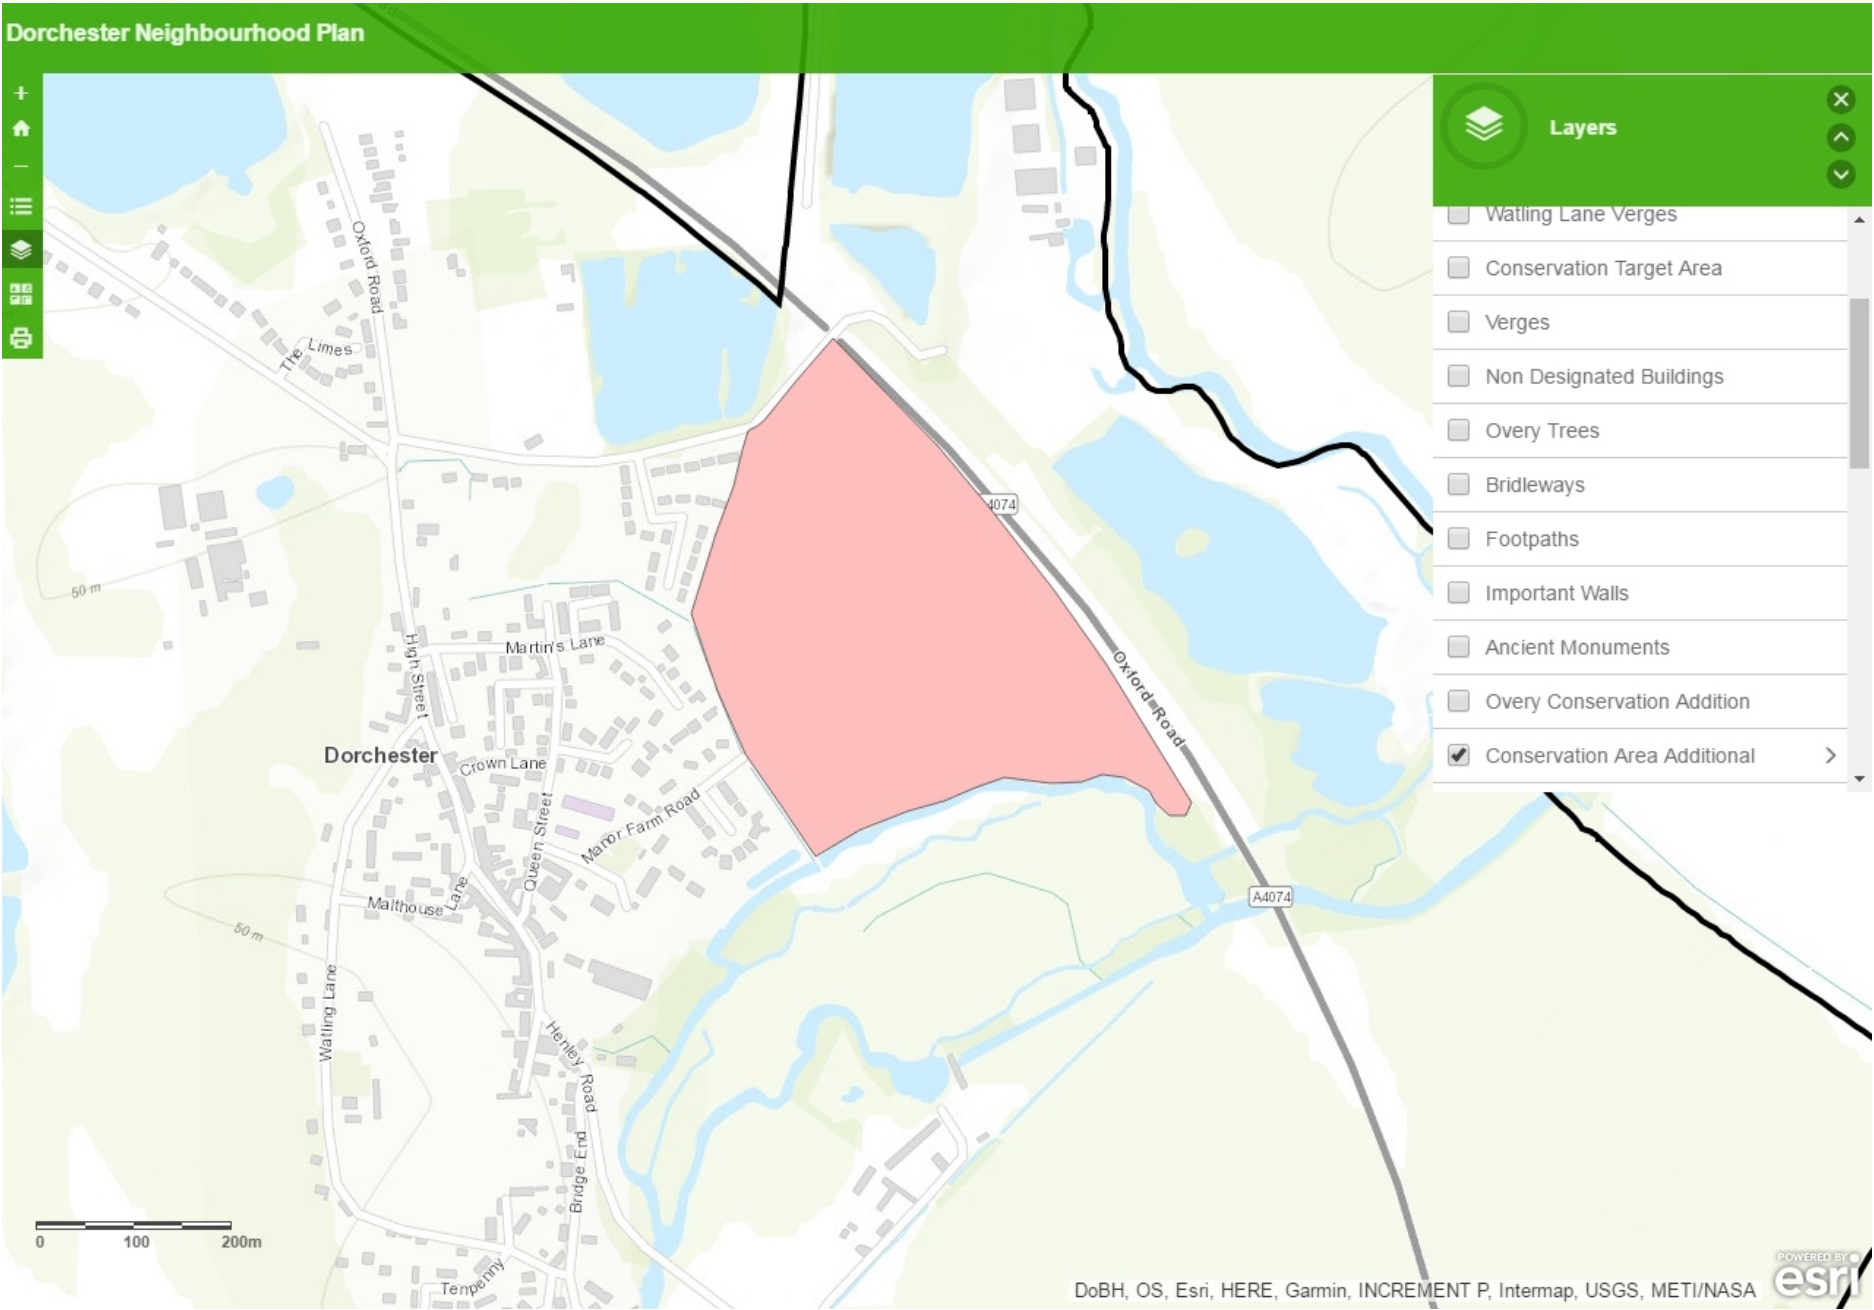 Dorchester Neighbourhood Plan
Layers
Watling Lane Verges
Conservation Target Area
Verges
Non Designated Buildings
Overy Trees
Bridleways
Footpaths
Important Walls
Ancient Monuments
Overy Conservation Addition
Conservation Area Additional
Oxford Road
The Limes
4074
50 m
High Street
Martin's Lane
Oxford Road
Dorchester
Crown Lane
Queen Street
Manor Farm Road
Malthouse Lane
A4074
50 m
Watling Lane
Henley Road
Bridge End
Tenpenny
0 100 200m
DoBH, OS, Esri, HERE, Garmin, INCREMENT P, Intermap, USGS, METI/NASA
POWERED BY
esri